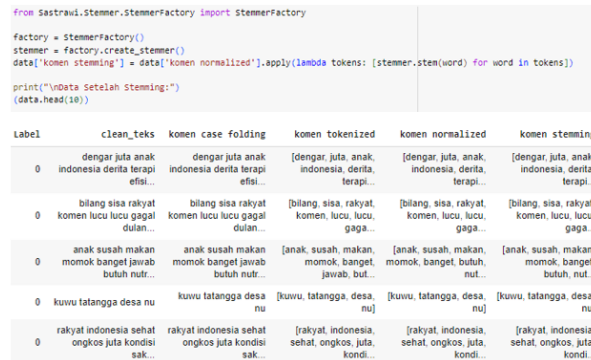 from Sastrawi.Stemmer.StemmerFactory import StemmerFactory
factory = StemmerFactory()
stemmer = factory.create_stemmer()
data['komen stemming'] = data['komen normalized'].apply(lambda tokens: [stemmer.stem(word) for word in tokens])
print("\nData Setelah Stemming:")
(data.head(10))
Label clean_teks komen case folding komen tokenized komen normalized komen stemming
dengar juta anak dengar juta anak [dengar, juta, anak, [dengar, juta, anak, [dengar, juta, anak,
0 indonesia derita terapi indonesia derita terapi indonesia, derita, indonesia, derita, indonesia, derita,
efisi... efisi... terapi... terapi... terapi...
bilang sisa rakyat bilang sisa rakyat [bilang, sisa, rakyat, [bilang, sisa, rakyat, [bilang, sisa, rakyat,
0 komen lucu lucu gagal komen lucu lucu gagal komen, lucu, lucu, komen, lucu, lucu, komen, lucu, lucu,
dulan... dulan... gaga... gaga... gaga...
anak susah makan anak susah makan [anak, susah, makan, [anak, susah, makan, [anak, susah, makan,
0 momok banget jawab momok banget jawab momok, banget, momok, banget, butuh, momok, banget,
butuh nutr... butuh nutr... jawab, but... nut... butuh, nut...
0 kuwu tatangga desa nu kuwu tatangga desa nu [kuwu, tatangga, desa, nu] [kuwu, tatangga, desa, nu] [kuwu, tatangga, desa, nu
rakyat indonesia sehat rakyat indonesia sehat [rakyat, indonesia, [rakyat, indonesia, [rakyat, indonesia,
0 ongkos juta kondisi ongkos juta kondisi sehat, ongkos, juta, sehat, ongkos, juta, sehat, ongkos, juta,
sak... sak... kondi... kondi... kondi...